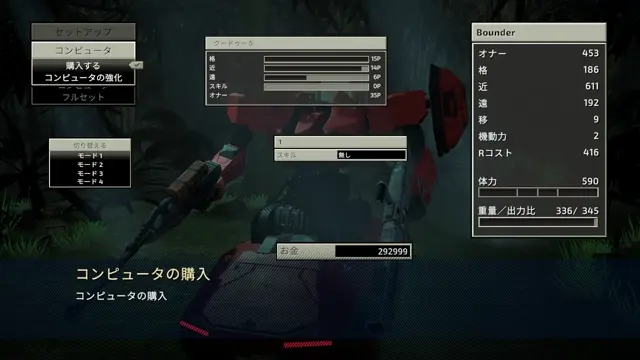 セットアップ
コンピュータ
購入する
コンピュータの強化
フルセット
切り替える
モード1
モード2
モード3
モード4
クードゥー5
格 15P
近 14P
遠 6P
スキル 0P
オナー 35P
1
スキル 無し
お金 292999
Bounder
オナー 453
格 186
近 611
遠 192
移 9
機動力 2
Rコスト 416
体力 590
重量／出力比 336/ 345
コンピュータの購入
コンピュータの購入